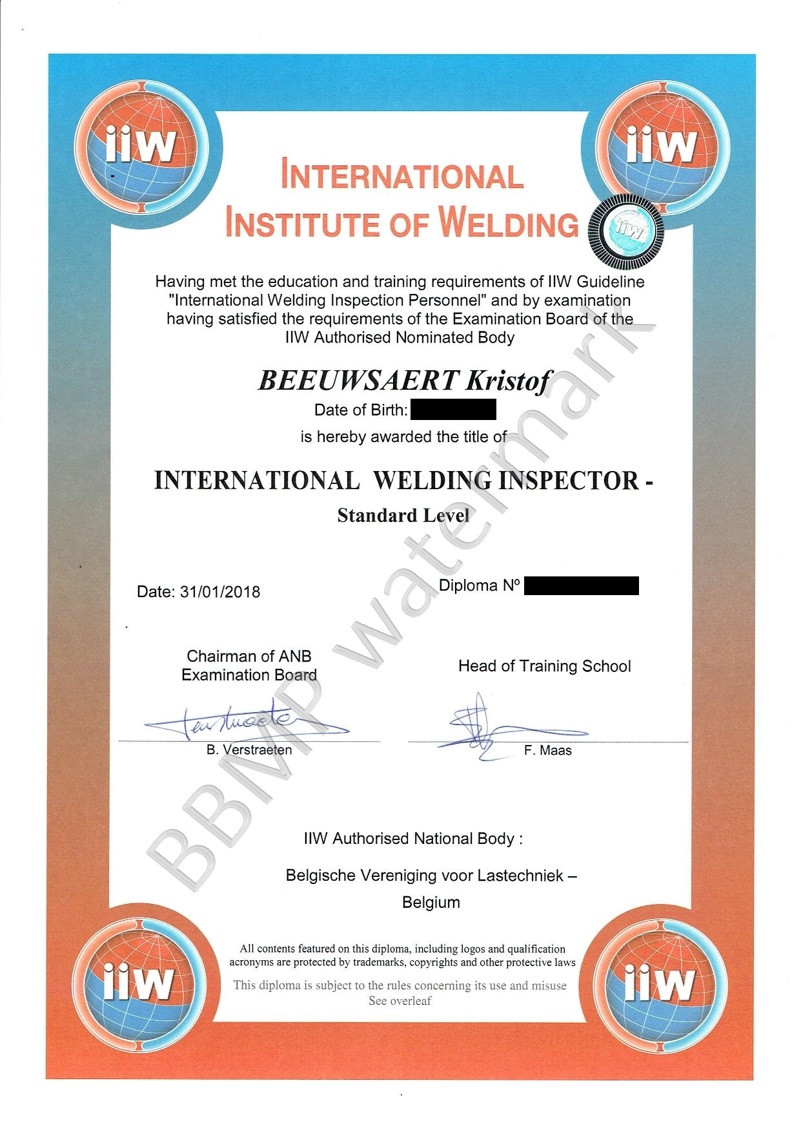 iiw
iiw
INTERNATIONAL
INSTITUTE OF WELDING
iiw
Having met the education and training requirements of IIW Guideline
"International Welding Inspection Personnel" and by examination
having satisfied the requirements of the Examination Board of the
IIW Authorised Nominated Body
BEEUWSAERT Kristof
Date of Birth:
is hereby awarded the title of
INTERNATIONAL WELDING INSPECTOR -
Standard Level
Date: 31/01/2018
Diploma Nº
Chairman of ANB
Examination Board
Head of Training School
Verstraeten
B. Verstraeten
F. Maas
BBMP watermark
IIW Authorised National Body :
Belgische Vereniging voor Lastechniek –
Belgium
All contents featured on this diploma, including logos and qualification
acronyms are protected by trademarks, copyrights and other protective laws
This diploma is subject to the rules concerning its use and misuse
See overleaf
iiw
iiw